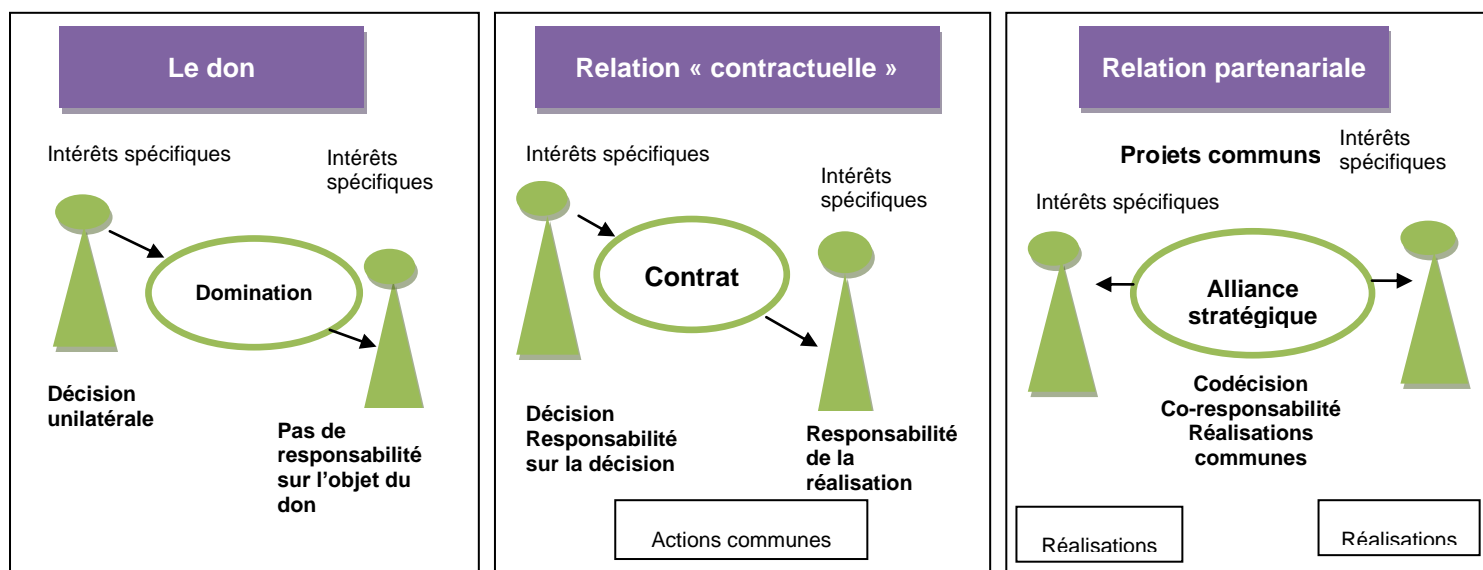 Le don
Intérêts spécifiques
Intérêts
spécifiques
Domination
Décision
unilatérale
Pas de
responsabilité
sur l'objet du
don
Relation « contractuelle »
Intérêts spécifiques
Intérêts
spécifiques
Contrat
Décision
Responsabilité
sur la décision
Responsabilité
de la
réalisation
Actions communes
Relation partenariale
Intérêts
spécifiques
Projets communs
Intérêts spécifiques
Alliance
stratégique
Codécision
Co-responsabilité
Réalisations
communes
Réalisations
Réalisations